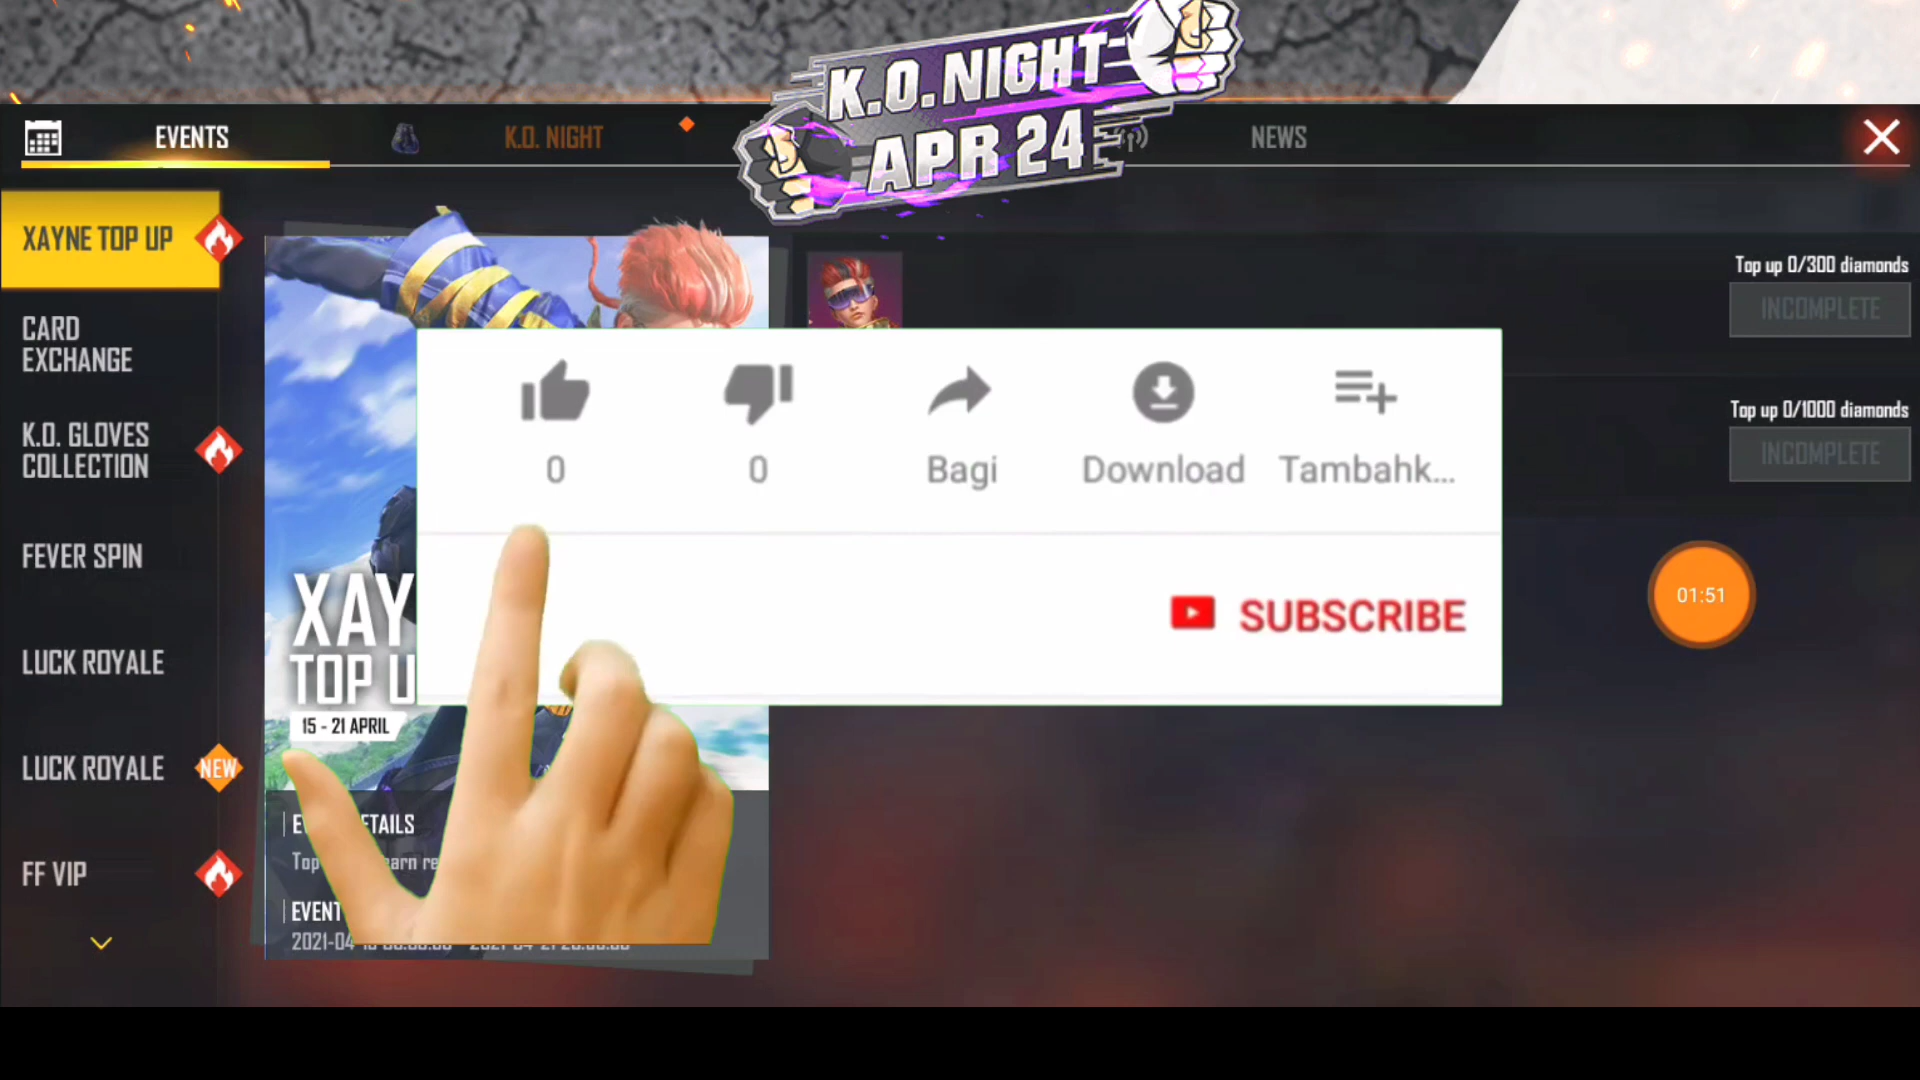 K.O. NIGHT
APR 24
EVENTS
K.O. NIGHT
NEWS
XAYNE TOP UP
CARD
EXCHANGE
K.O. GLOVES
COLLECTION
FEVER SPIN
LUCK ROYALE
LUCK ROYALE
NEW
FF VIP
Top up 0/300 diamonds
INCOMPLETE
Top up 0/1000 diamonds
INCOMPLETE
0
0
Bagi
Download
Tambahk...
SUBSCRIBE
01:51
XAY
TOP U
15 - 21 APRIL
ETAILS
Top
EVENT
2021-04